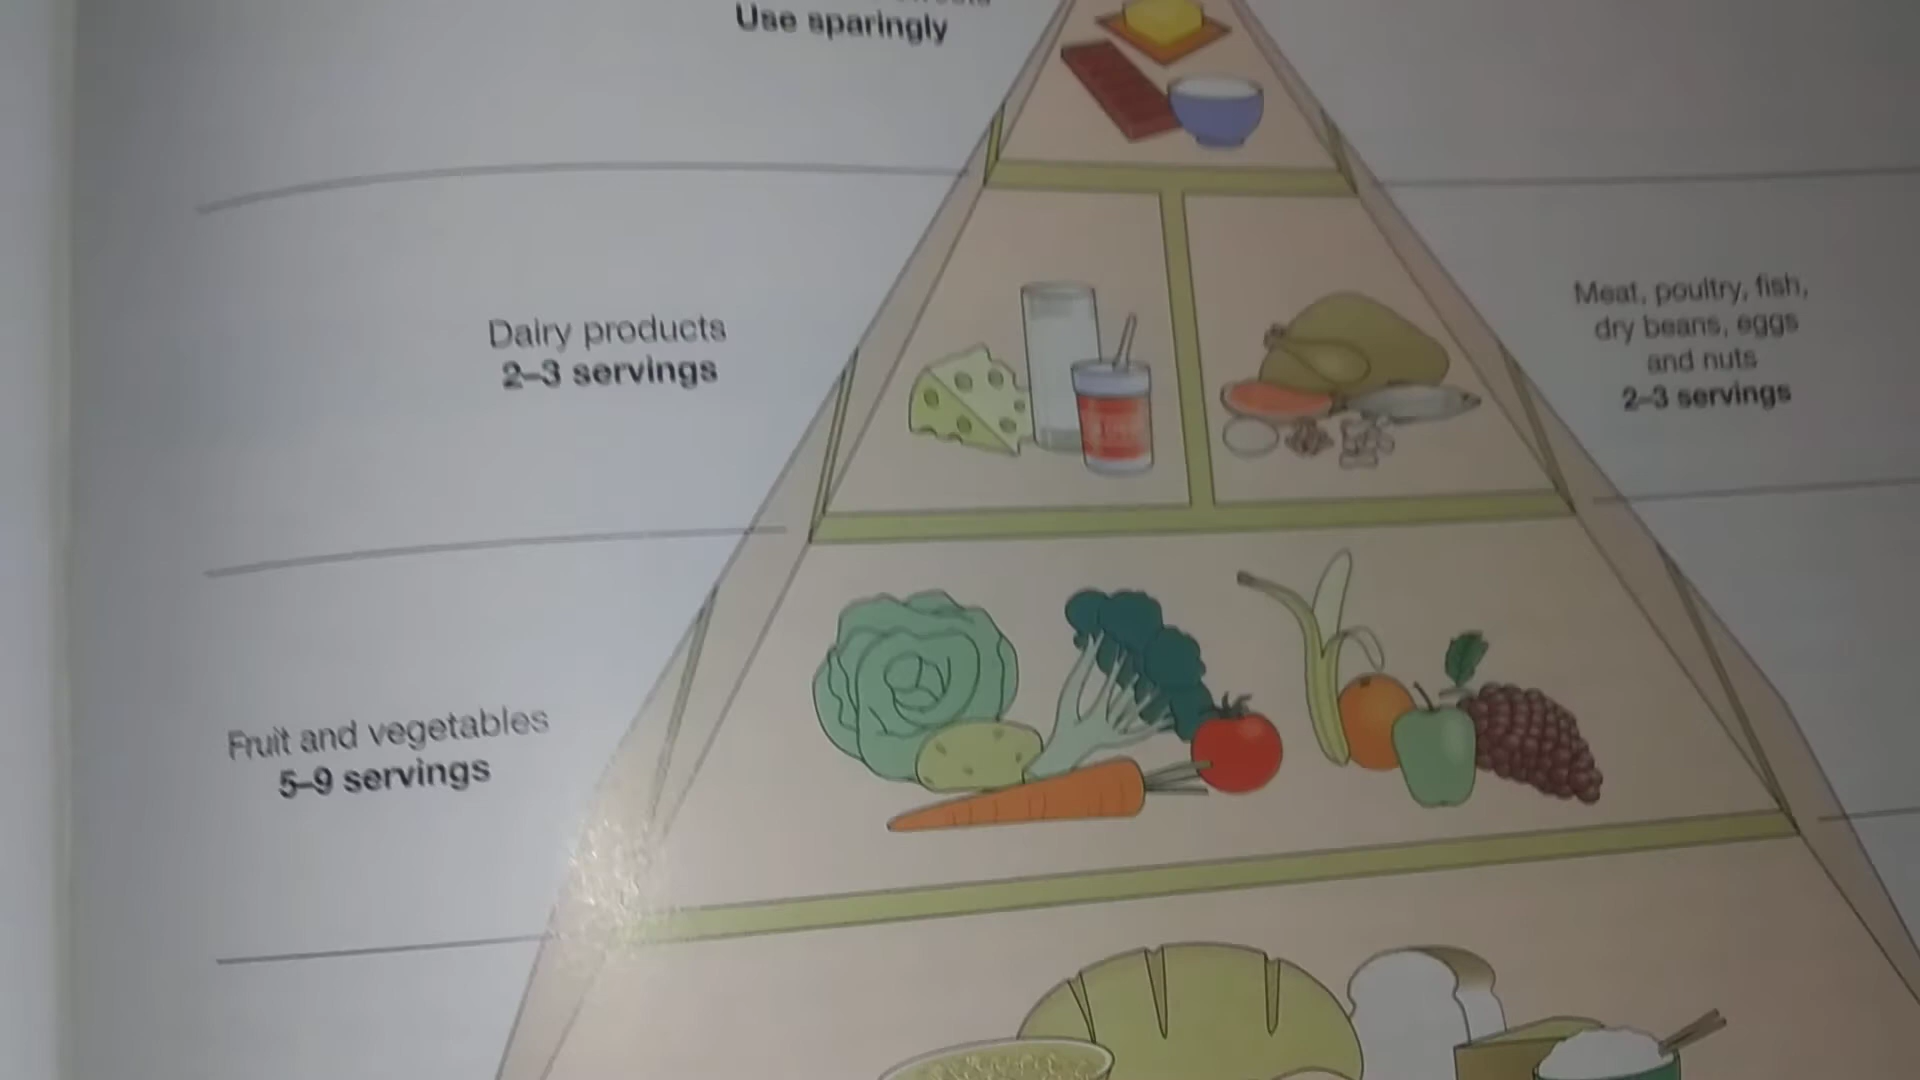 Use sparingly
Dairy products
2–3 servings
Meat, poultry, fish,
dry beans, eggs
and nuts
2–3 servings
Fruit and vegetables
5–9 servings